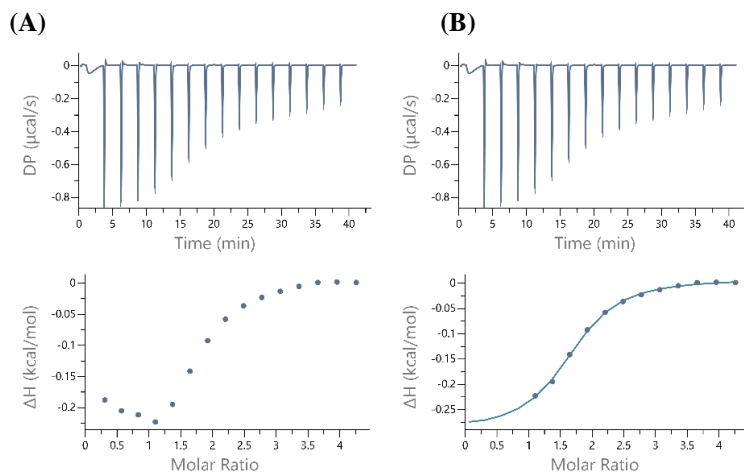 (A) (B)
0 0
-0.2 -0.2
-0.4 -0.4
-0.6 -0.6
-0.8 -0.8
DP (µcal/s) DP (µcal/s)
0 5 10 15 20 25 30 35 40 0 5 10 15 20 25 30 35 40
Time (min) Time (min)
0 0
-0.05 -0.05
-0.1 -0.1
-0.15 -0.15
-0.2 -0.2
-0.25
ΔH (kcal/mol) ΔH (kcal/mol)
0 0.5 1 1.5 2 2.5 3 3.5 4 0 0.5 1 1.5 2 2.5 3 3.5 4
Molar Ratio Molar Ratio